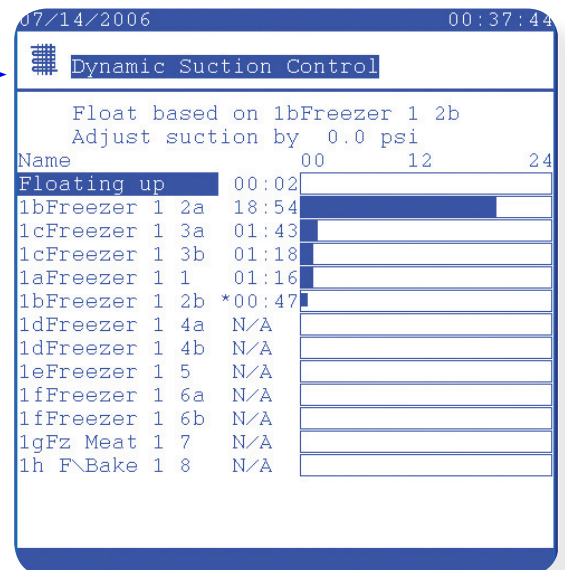 07/14/2006 00:37:44
Dynamic Suction Control
Float based on 1bFreezer 1 2b
Adjust suction by 0.0 psi
Name 00 12 24
Floating up 00:02
1bFreezer 1 2a 18:54
1cFreezer 1 3a 01:43
1cFreezer 1 3b 01:18
1aFreezer 1 1 01:16
1bFreezer 1 2b *00:47
1dFreezer 1 4a N/A
1dFreezer 1 4b N/A
1eFreezer 1 5 N/A
1fFreezer 1 6a N/A
1fFreezer 1 6b N/A
1gFz Meat 1 7 N/A
1h F\Bake 1 8 N/A